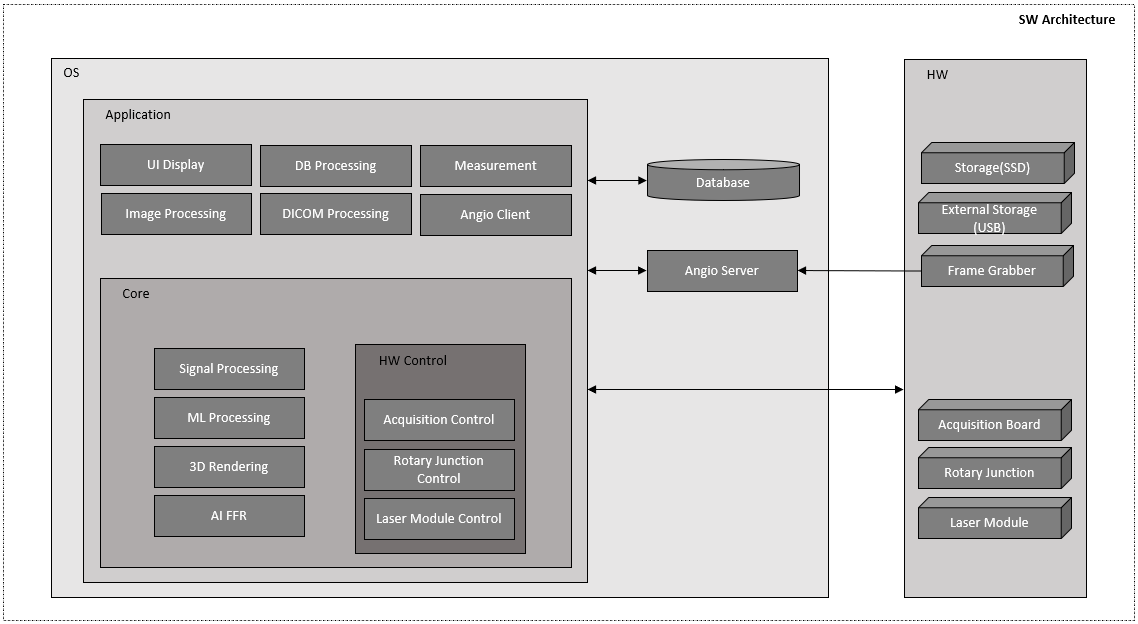 SW Architecture
OS
Application
UI Display
DB Processing
Measurement
Image Processing
DICOM Processing
Angio Client
Core
Signal Processing
ML Processing
3D Rendering
AI FFR
HW Control
Acquisition Control
Rotary Junction
Control
Laser Module Control
Database
Angio Server
HW
Storage(SSD)
External Storage
(USB)
Frame Grabber
Acquisition Board
Rotary Junction
Laser Module